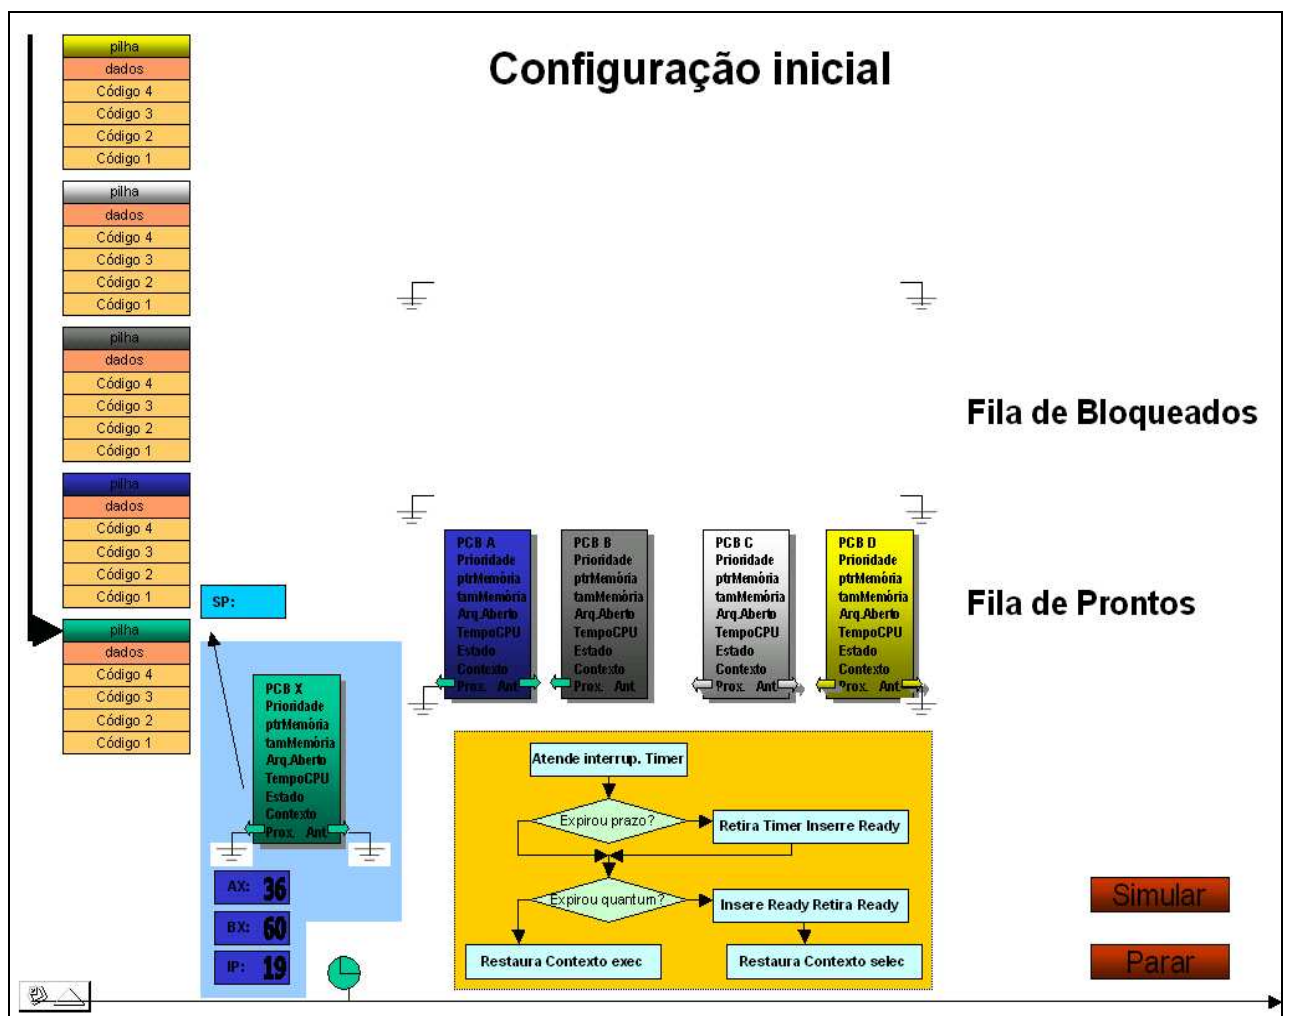 Configuração inicial
pilha
dados
Código 4
Código 3
Código 2
Código 1
pilha
dados
Código 4
Código 3
Código 2
Código 1
pilha
dados
Código 4
Código 3
Código 2
Código 1
pilha
dados
Código 4
Código 3
Código 2
Código 1
pilha
dados
Código 4
Código 3
Código 2
Código 1
SP:
PCB X
Prioridade
ptrMemória
tamMemória
Arq.Aberto
TempoCPU
Estado
Contexto
Prox. Ant
AX: 36
BX: 60
IP: 19
Fila de Bloqueados
PCB A
Prioridade
ptrMemória
tamMemória
Arq.Aberto
TempoCPU
Estado
Contexto
Prox. Ant
PCB B
Prioridade
ptrMemória
tamMemória
Arq.Aberto
TempoCPU
Estado
Contexto
Prox. Ant
PCB C
Prioridade
ptrMemória
tamMemória
Arq.Aberto
TempoCPU
Estado
Contexto
Prox. Ant
PCB D
Prioridade
ptrMemória
tamMemória
Arq.Aberto
TempoCPU
Estado
Contexto
Prox. Ant
Fila de Prontos
Atende interrup. Timer
Expirou prazo?
Retira Timer Inserre Ready
Expirou quantum?
Insere Ready Retira Ready
Restaura Contexto exec
Restaura Contexto selec
Simular
Parar